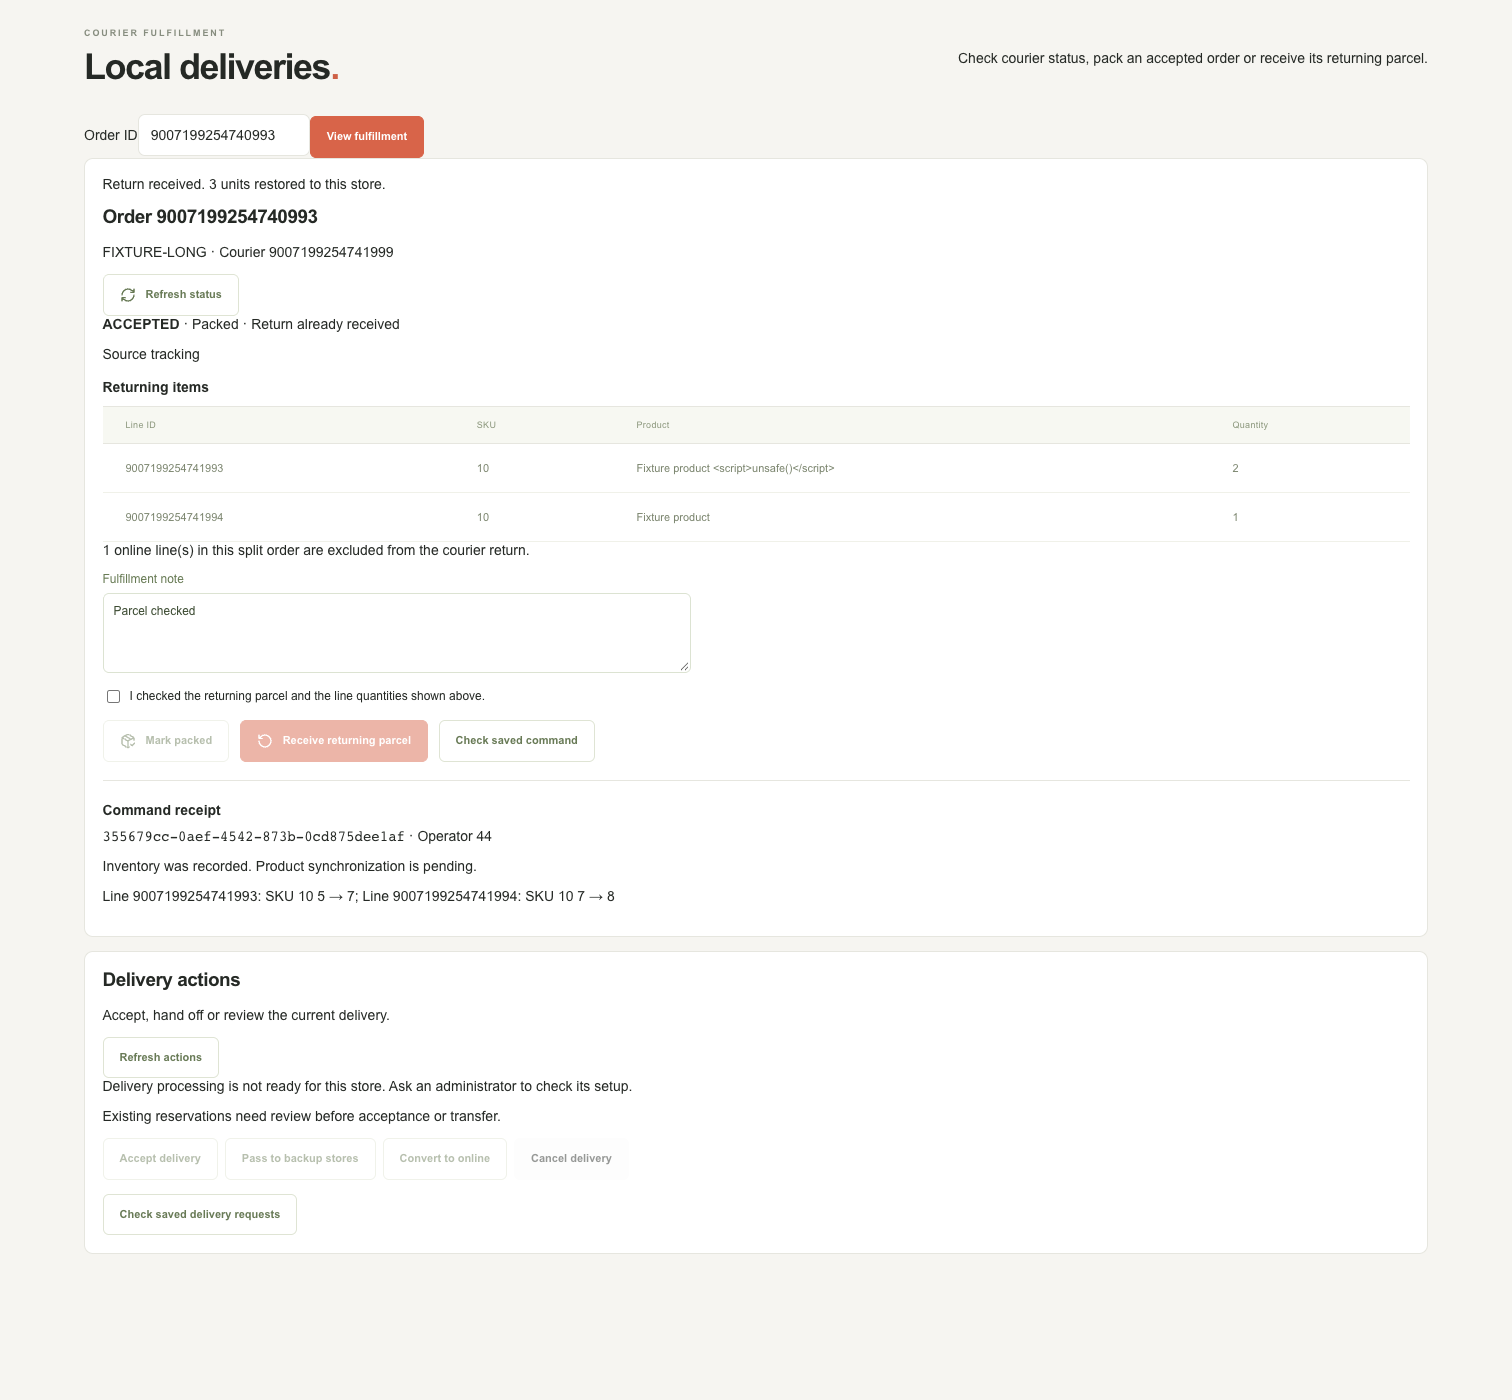 COURIER FULFILLMENT
Local deliveries.
Check courier status, pack an accepted order or receive its returning parcel.
Order ID 9007199254740993 View fulfillment
Return received. 3 units restored to this store.
Order 9007199254740993
FIXTURE-LONG · Courier 9007199254741999
Refresh status
ACCEPTED · Packed · Return already received
Source tracking
Returning items
Line ID SKU Product Quantity
9007199254741993 10 Fixture product <script>unsafe()</script> 2
9007199254741994 10 Fixture product 1
1 online line(s) in this split order are excluded from the courier return.
Fulfillment note
Parcel checked
I checked the returning parcel and the line quantities shown above.
Mark packed Receive returning parcel Check saved command
Command receipt
355679cc-0aef-4542-873b-0cd875dee1af · Operator 44
Inventory was recorded. Product synchronization is pending.
Line 9007199254741993: SKU 10 5 → 7; Line 9007199254741994: SKU 10 7 → 8
Delivery actions
Accept, hand off or review the current delivery.
Refresh actions
Delivery processing is not ready for this store. Ask an administrator to check its setup.
Existing reservations need review before acceptance or transfer.
Accept delivery Pass to backup stores Convert to online Cancel delivery
Check saved delivery requests